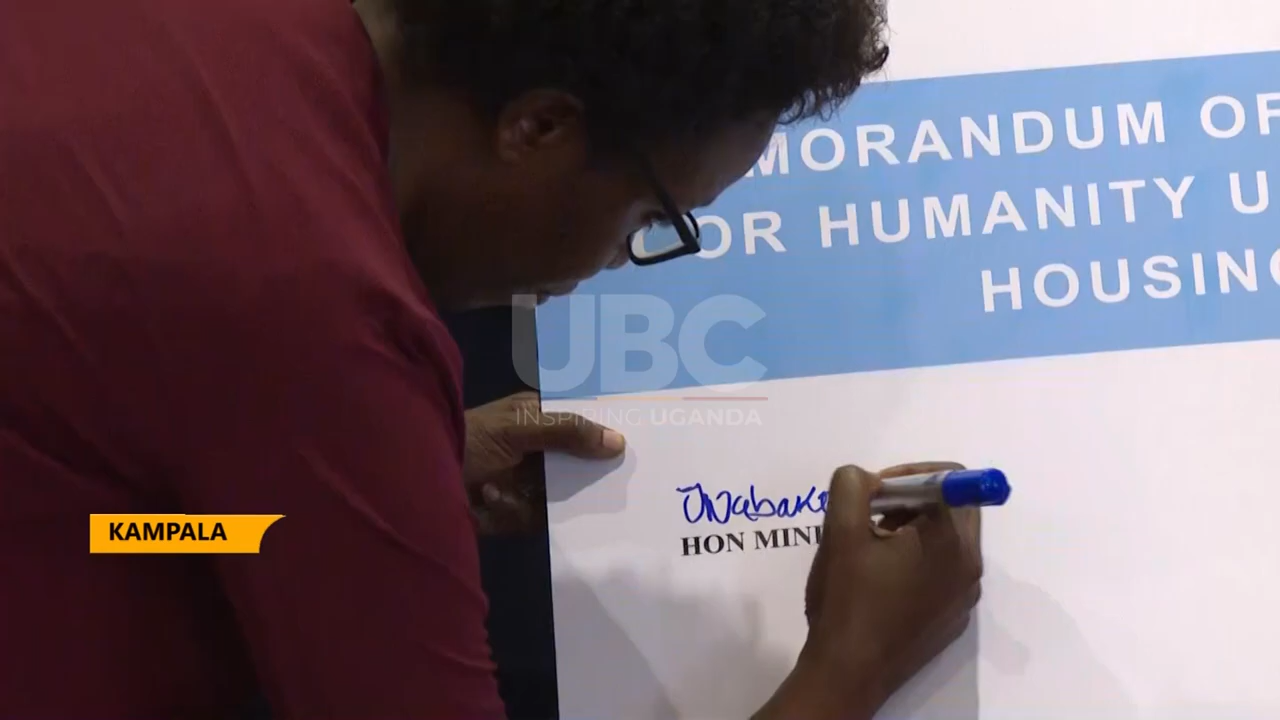 MORANDUM OF
OR HUMANITY U
HOUSING
UBC
INSPIRING UGANDA
HON MINI
KAMPALA